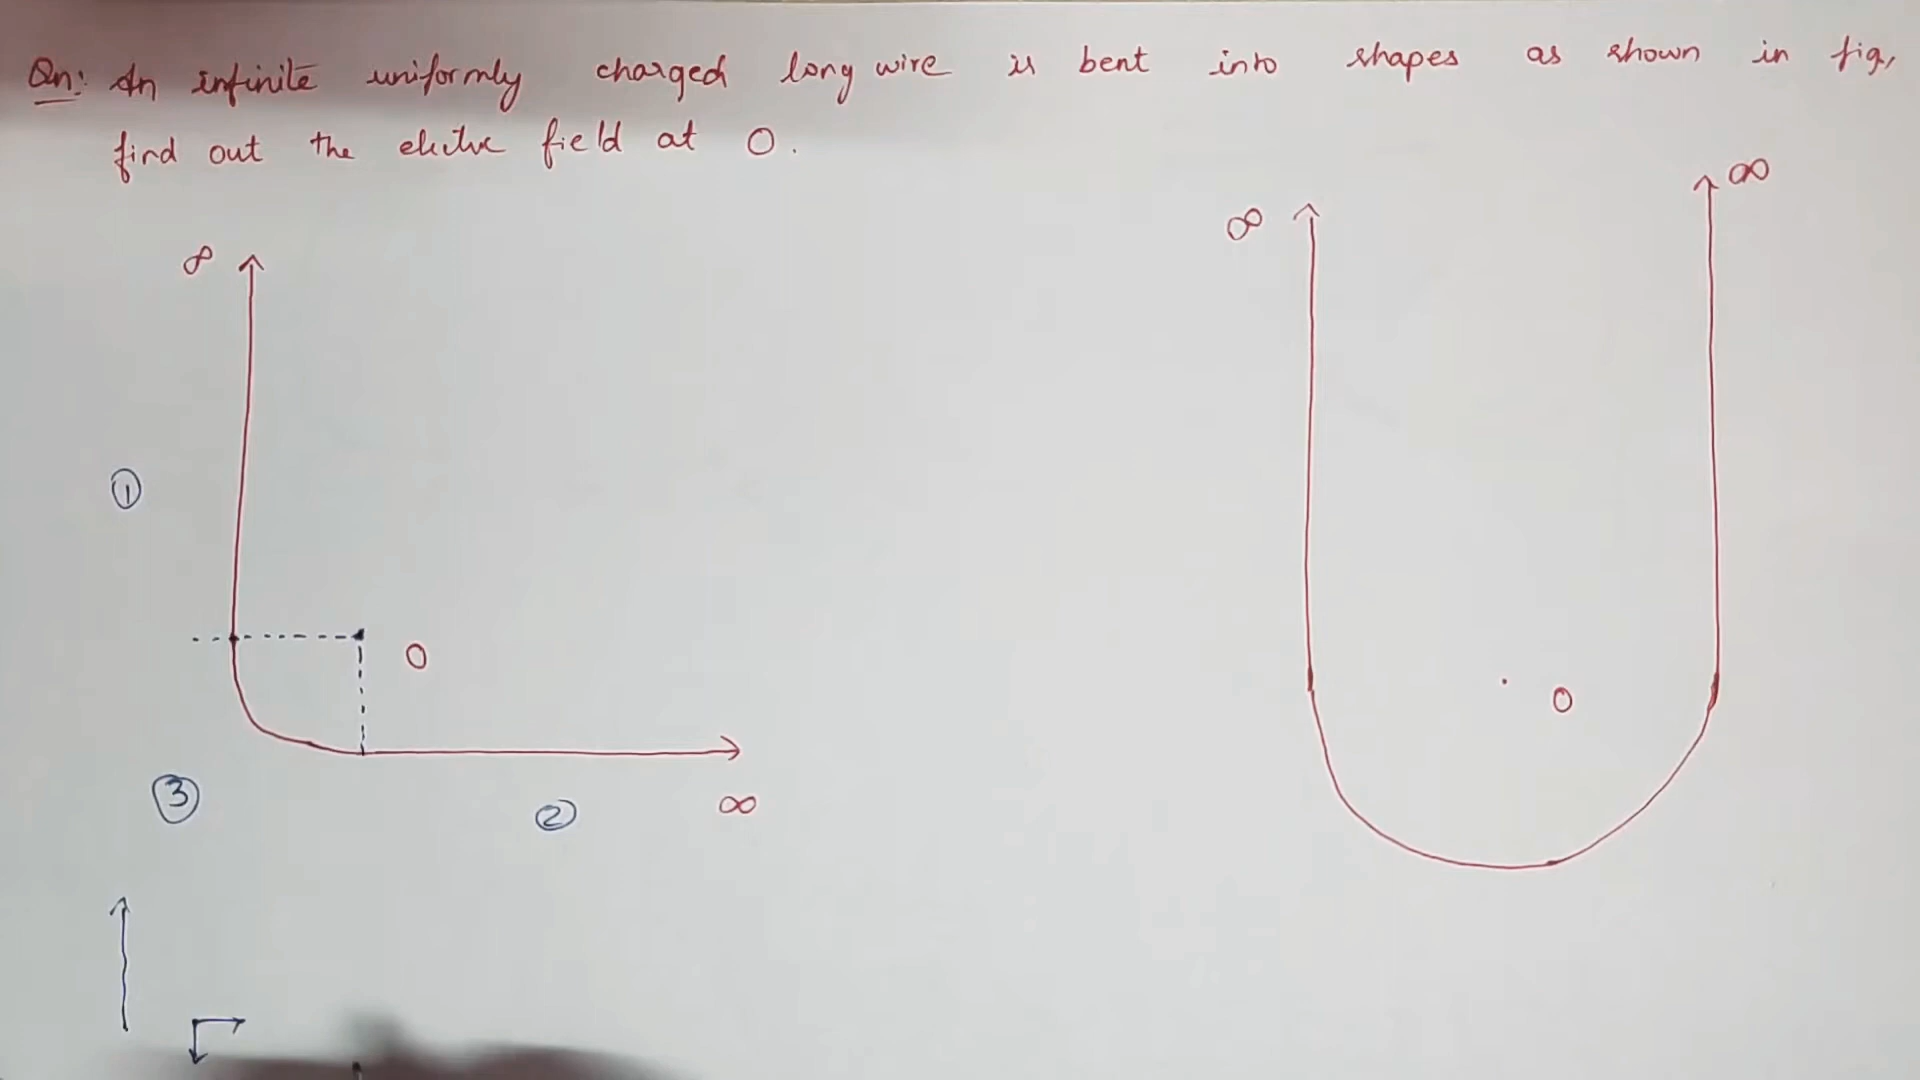 Qn: An infinite uniformly charged long wire is bent into shapes as shown in fig,
find out the electric field at O.
∞
∞
∞
①
O
O
③
②
∞